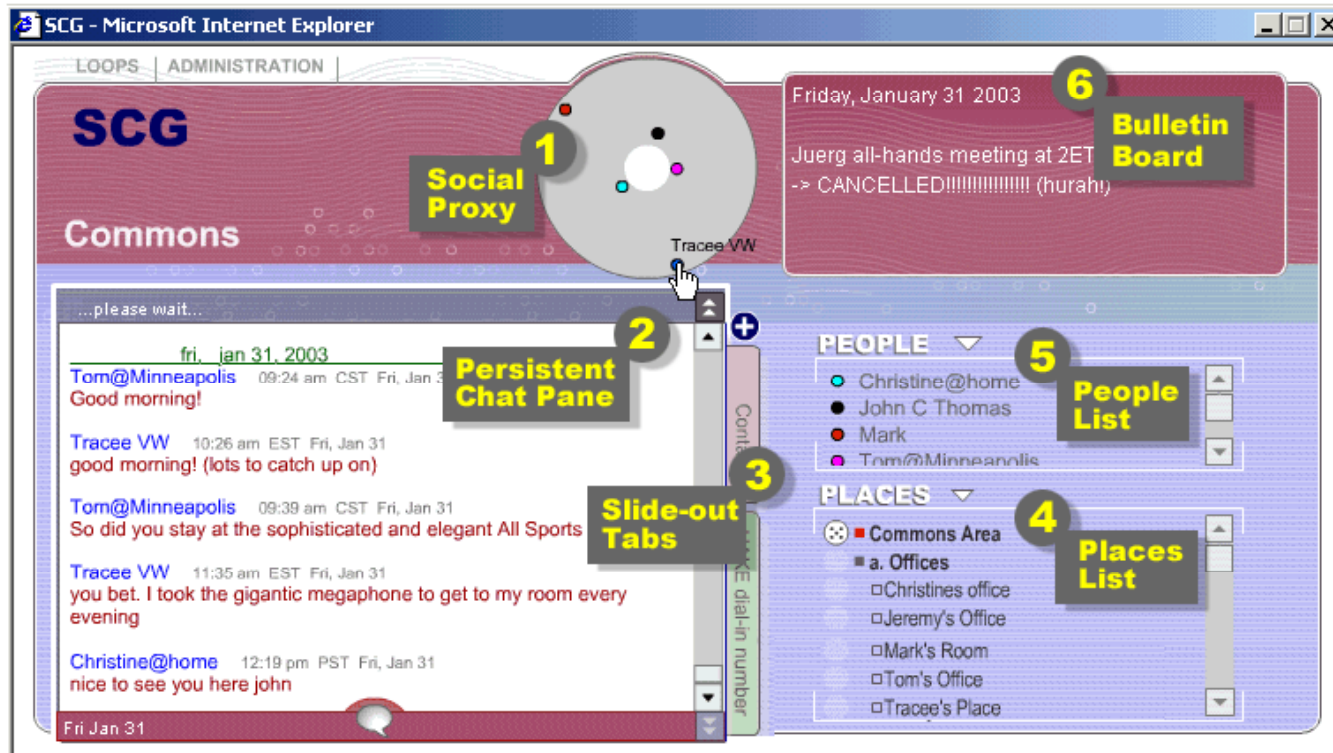 SCG - Microsoft Internet Explorer
LOOPS | ADMINISTRATION |
SCG
Commons
1
Social
Proxy
Tracee VW
Friday, January 31 2003
Juerg all-hands meeting at 2ET
-> CANCELLED!!!!!!!!!!!!!!!! (hurah!)
6
Bulletin
Board
...please wait...
2
Persistent
Chat Pane
fri, jan 31, 2003
Tom@Minneapolis 09:24 am CST Fri, Jan
Good morning!
Tracee VW 10:26 am EST Fri, Jan 31
good morning! (lots to catch up on)
Tom@Minneapolis 09:39 am CST Fri, Jan 31
So did you stay at the sophisticated and elegant All Sports
Tracee VW 11:35 am EST Fri, Jan 31
you bet. I took the gigantic megaphone to get to my room every
evening
Christine@home 12:19 pm PST Fri, Jan 31
nice to see you here john
Fri Jan 31
3
Slide-out
Tabs
dial-in number
PEOPLE
Christine@home
John C Thomas
Mark
Tom@Minneapolis
5
People
List
PLACES
Commons Area
a. Offices
Christines office
Jeremy's Office
Mark's Room
Tom's Office
Tracee's Place
4
Places
List